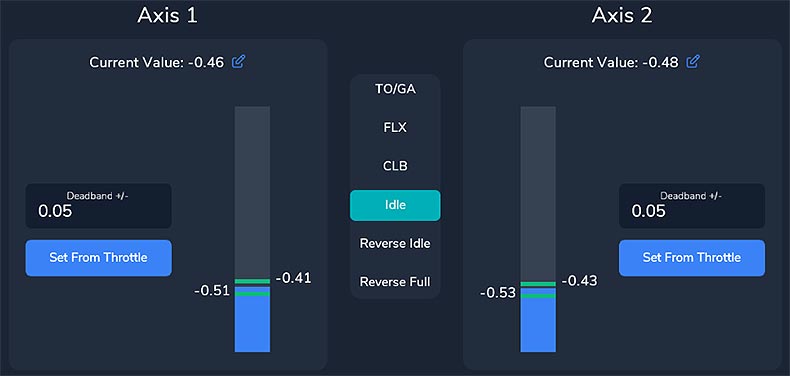 Axis 1
Current Value: -0.46
Deadband +/-
0.05
Set From Throttle
-0.51
-0.41
TO/GA
FLX
CLB
Idle
Reverse Idle
Reverse Full
Axis 2
Current Value: -0.48
-0.53
-0.43
Deadband +/-
0.05
Set From Throttle